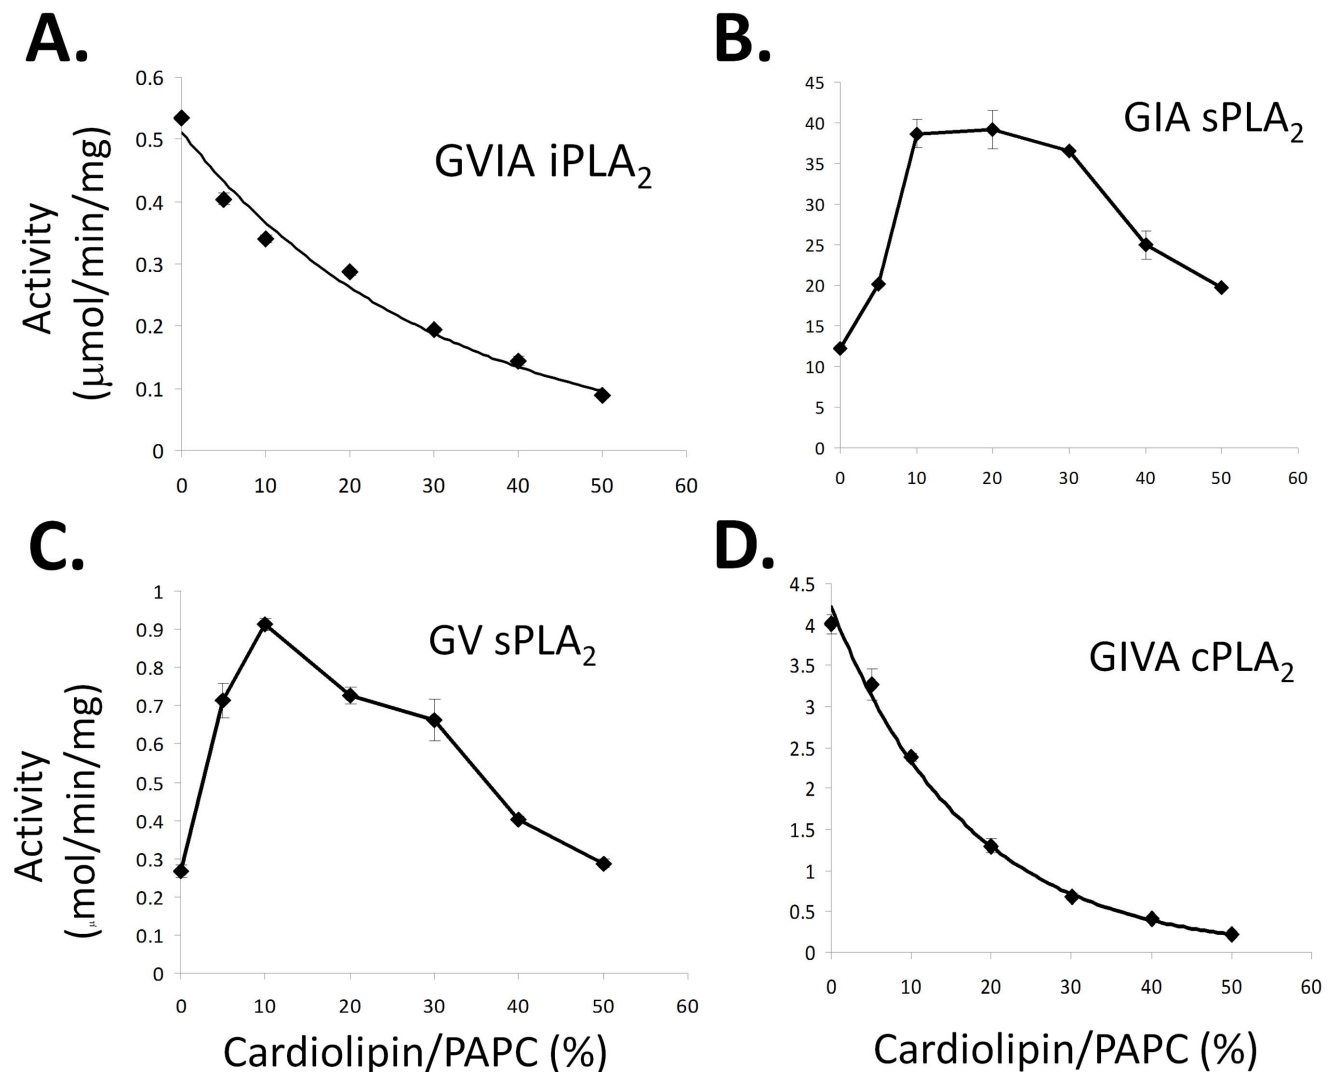 A.
GVIA iPLA2
Activity
(μmol/min/mg)
0.6
0.5
0.4
0.3
0.2
0.1
0
0 10 20 30 40 50 60
B.
GIA sPLA2
45
40
35
30
25
20
15
10
5
0
0 10 20 30 40 50 60
C.
GV sPLA2
Activity
mol/min/mg)
1
0.9
0.8
0.7
0.6
0.5
0.4
0.3
0.2
0.1
0
0 10 20 30 40 50 60
Cardiolipin/PAPC (%)
D.
GIVA cPLA2
4.5
4
3.5
3
2.5
2
1.5
1
0.5
0
0 10 20 30 40 50 60
Cardiolipin/PAPC (%)